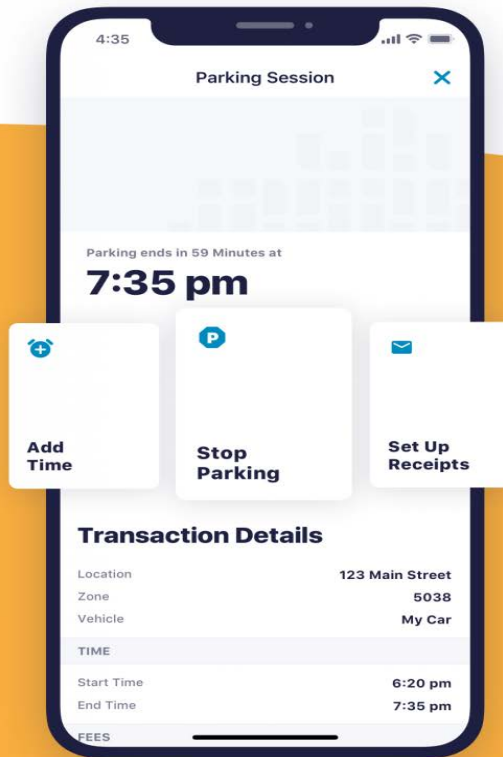 4:35
Parking Session
Parking ends in 59 Minutes at
7:35 pm
P
Add
Time
Stop
Parking
Set Up
Receipts
Transaction Details
Location 123 Main Street
Zone 5038
Vehicle My Car
TIME
Start Time 6:20 pm
End Time 7:35 pm
FEES